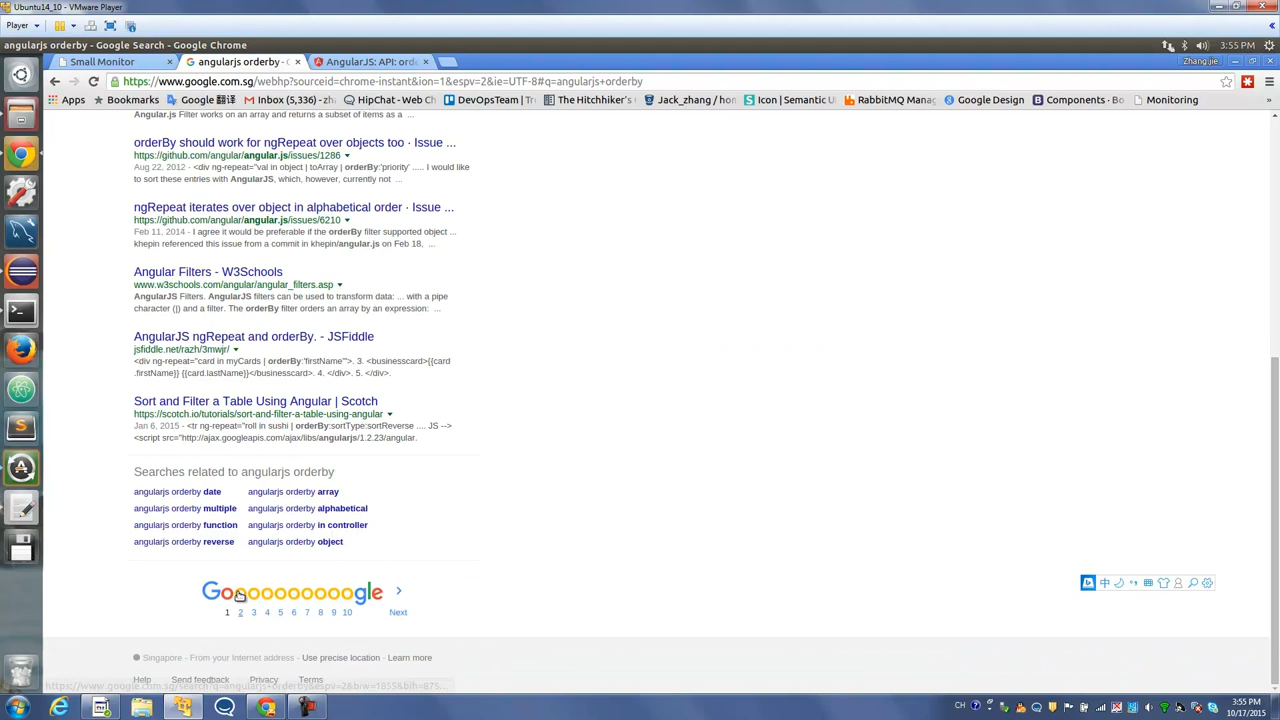 Ubuntu14_10 - VMware Player
Player
angularjs orderby - Google Search - Google Chrome
3:55 PM
Small Monitor
angularjs orderby - G
AngularJS: API: orde
Zhangjie
https://www.google.com.sg/webhp?sourceid=chrome-instant&ion=1&espv=2&ie=UTF-8#q=angularjs+orderby
Apps
Bookmarks
Google 翻译
Inbox (5,336) - zh
HipChat - Web C
DevOpsTeam | Tr
The Hitchhiker's
Jack_zhang / hom
Icon | Semantic U
RabbitMQ Manag
Google Design
Components · Bo
Monitoring
Angular.js Filter works on an array and returns a subset of items as a ...
orderBy should work for ngRepeat over objects too · Issue ...
https://github.com/angular/angular.js/issues/1286
Aug 22, 2012 - <div ng-repeat="val in object | toArray | orderBy:'priority' ..... I would like
to sort these entries with AngularJS, which, however, currently not ...
ngRepeat iterates over object in alphabetical order · Issue ...
https://github.com/angular/angular.js/issues/6210
Feb 11, 2014 - I agree it would be preferable if the orderBy filter supported object ...
khepin referenced this issue from a commit in khepin/angular.js on Feb 18, ...
Angular Filters - W3Schools
www.w3schools.com/angular/angular_filters.asp
AngularJS Filters. AngularJS filters can be used to transform data: ... with a pipe
character (|) and a filter. The orderBy filter orders an array by an expression: ...
AngularJS ngRepeat and orderBy. - JSFiddle
jsfiddle.net/razh/3mwjr/
<div ng-repeat="card in myCards | orderBy:'firstName'">. 3. <businesscard>{{card
.firstName}} {{card.lastName}}</businesscard>. 4. </div>. 5. </div>.
Sort and Filter a Table Using Angular | Scotch
https://scotch.io/tutorials/sort-and-filter-a-table-using-angular
Jan 6, 2015 - <tr ng-repeat="roll in sushi | orderBy:sortType:sortReverse .... JS -->
<script src="http://ajax.googleapis.com/ajax/libs/angularjs/1.2.23/angular.
Searches related to angularjs orderby
angularjs orderby date
angularjs orderby array
angularjs orderby multiple
angularjs orderby alphabetical
angularjs orderby function
angularjs orderby in controller
angularjs orderby reverse
angularjs orderby object
Goooooooooogle
1 2 3 4 5 6 7 8 9 10 Next
中
Singapore - From your Internet address - Use precise location - Learn more
Help Send feedback Privacy Terms
https://www.google.com.sg/search?q=angularjs+orderby&espv=2&biw=1855&bih=875...
CH
3:55 PM
10/17/2015